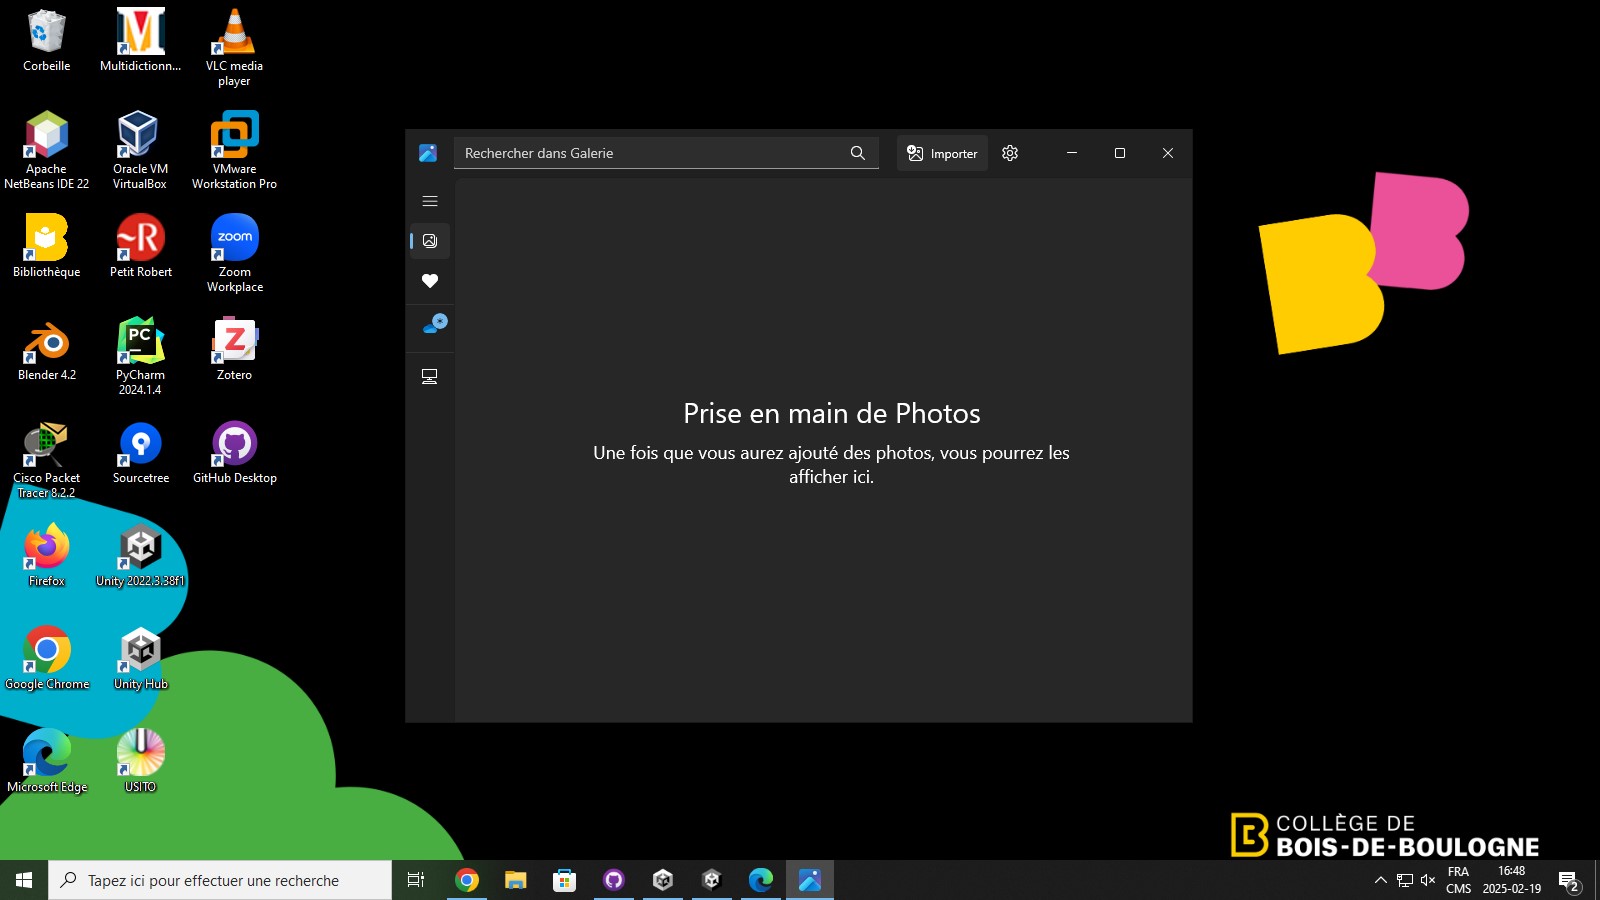 Corbeille
Multidictionn...
VLC media
player
Apache
NetBeans IDE 22
Oracle VM
VirtualBox
VMware
Workstation Pro
Bibliothèque
Petit Robert
zoom
Zoom
Workplace
Blender 4.2
PC
PyCharm
2024.1.4
Z
Zotero
Cisco Packet
Tracer 8.2.2
Sourcetree
GitHub Desktop
Firefox
Unity 2022.3.38f1
Google Chrome
Unity Hub
Microsoft Edge
USITO
Rechercher dans Galerie
Importer
Prise en main de Photos
Une fois que vous aurez ajouté des photos, vous pourrez les
afficher ici.
COLLÈGE DE
BOIS-DE-BOULOGNE
Tapez ici pour effectuer une recherche
FRA
CMS
16:48
2025-02-19
2